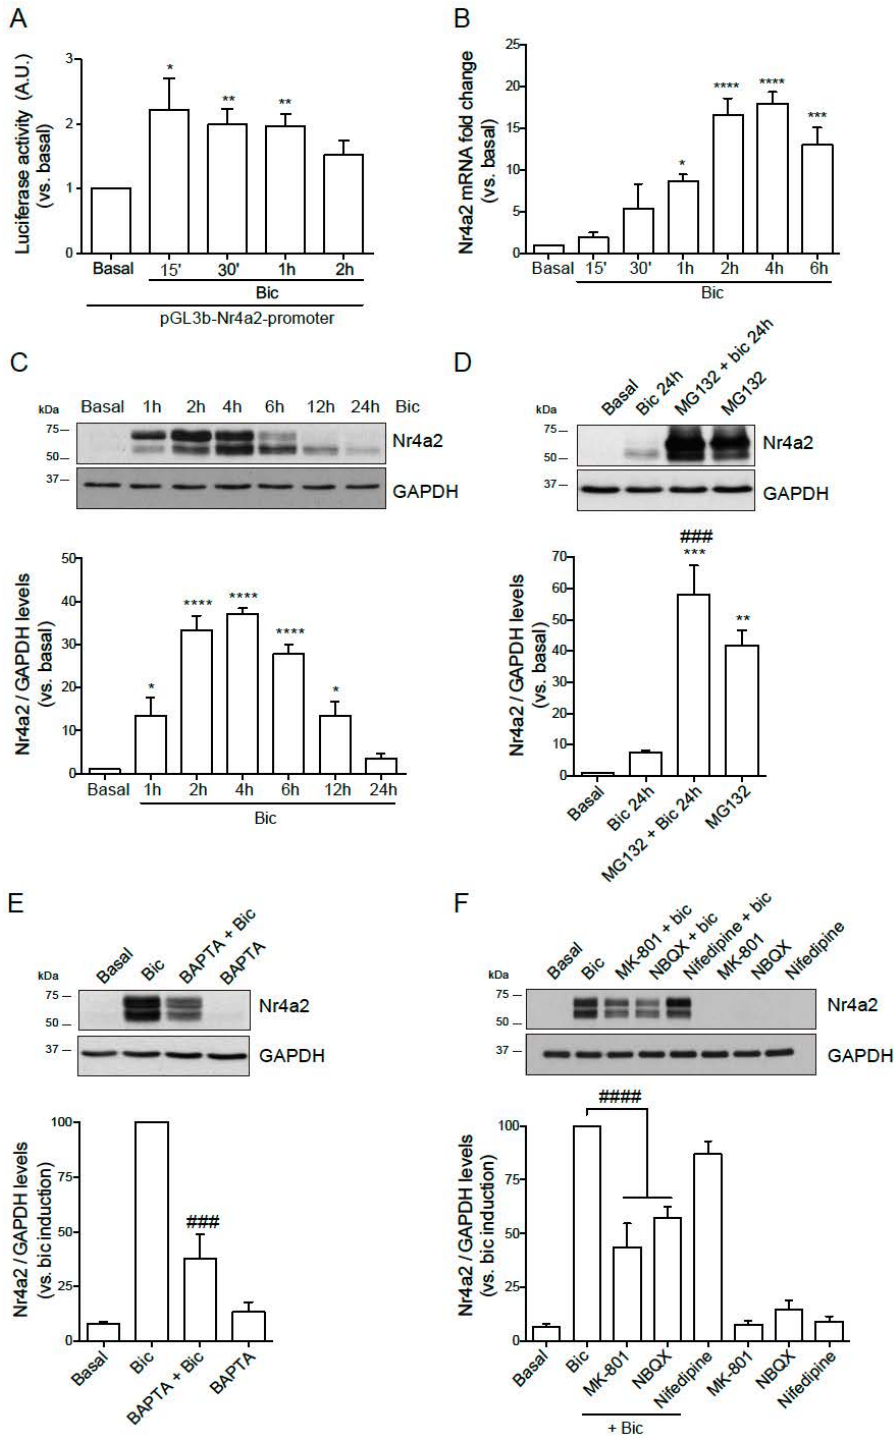 A
Luciferase activity (A.U.)
(vs. basal)
3
2
1
0
*
**
**
Basal
15'
30'
1h
2h
Bic
pGL3b-Nr4a2-promoter
B
Nr4a2 mRNA fold change
(vs. basal)
25
20
15
10
5
0
*
****
****
***
Basal
15'
30'
1h
2h
4h
6h
Bic
C
kDa
Basal 1h 2h 4h 6h 12h 24h Bic
75
50
Nr4a2
37
GAPDH
Nr4a2 / GAPDH levels
(vs. basal)
50
40
30
20
10
0
*
****
****
****
*
Basal
1h
2h
4h
6h
12h
24h
Bic
D
kDa
Basal
Bic 24h
MG132 + bic 24h
MG132
75
50
Nr4a2
37
GAPDH
Nr4a2 / GAPDH levels
(vs. basal)
70
60
50
40
30
20
10
0
###
***
**
Basal
Bic 24h
MG132 + Bic 24h
MG132
E
kDa
Basal
Bic
BAPTA + Bic
BAPTA
75
50
Nr4a2
37
GAPDH
Nr4a2 / GAPDH levels
(vs. bic induction)
100
75
50
25
0
###
Basal
Bic
BAPTA + Bic
BAPTA
F
kDa
Basal
Bic
MK-801 + bic
NBQX + bic
Nifedipine + bic
MK-801
NBQX
Nifedipine
75
50
Nr4a2
37
GAPDH
Nr4a2 / GAPDH levels
(vs. bic induction)
100
75
50
25
0
####
Basal
Bic
MK-801
NBQX
Nifedipine
MK-801
NBQX
Nifedipine
+ Bic